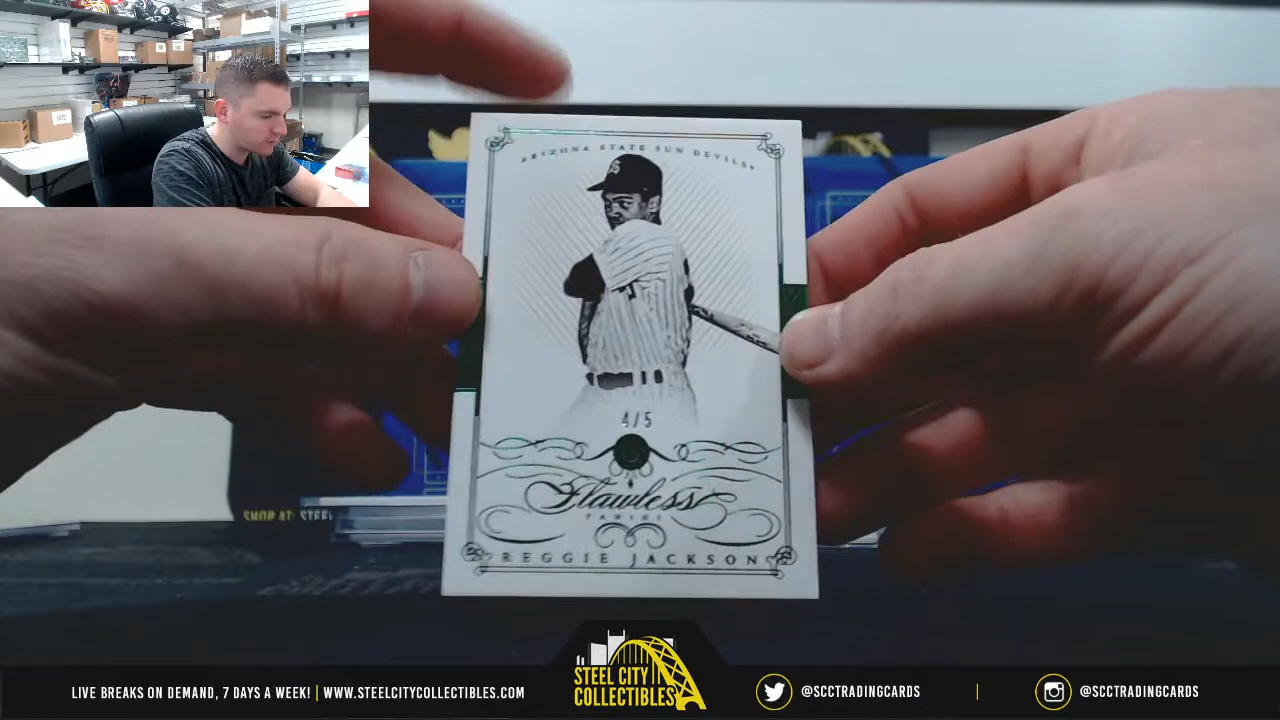 ARIZONA STATE SUN DEVILS
4/5
Flawless
PANINI
REGGIE JACKSON
SHOP AT: STEEL
STEEL CITY
COLLECTIBLES
LIVE BREAKS ON DEMAND, 7 DAYS A WEEK! | WWW.STEELCITYCOLLECTIBLES.COM
@SCCTRADINGCARDS | @SCCTRADINGCARDS